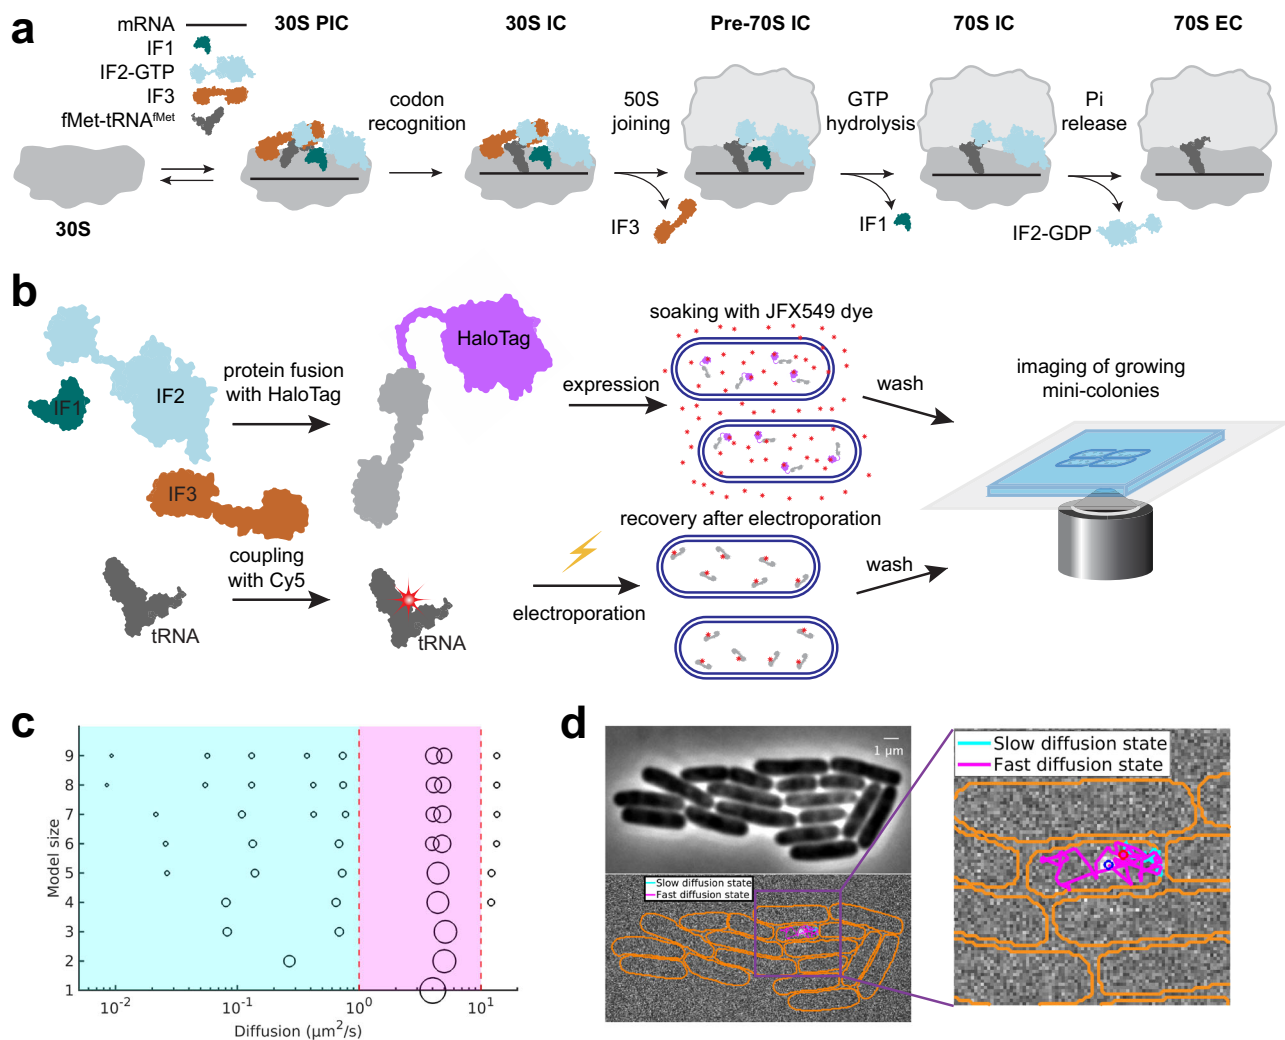 a
mRNA
IF1
IF2-GTP
IF3
fMet-tRNAfMet
30S
30S PIC
codon
recognition
30S IC
50S
joining
IF3
Pre-70S IC
GTP
hydrolysis
IF1
70S IC
Pi
release
IF2-GDP
70S EC
b
IF1
IF2
IF3
tRNA
protein fusion
with HaloTag
coupling
with Cy5
HaloTag
tRNA
expression
electroporation
soaking with JFX549 dye
recovery after electroporation
wash
wash
imaging of growing
mini-colonies
c
Model size
9
8
7
6
5
4
3
2
1
10-2
10-1
100
101
Diffusion (μm2/s)
d
1 μm
Slow diffusion state
Fast diffusion state
Slow diffusion state
Fast diffusion state